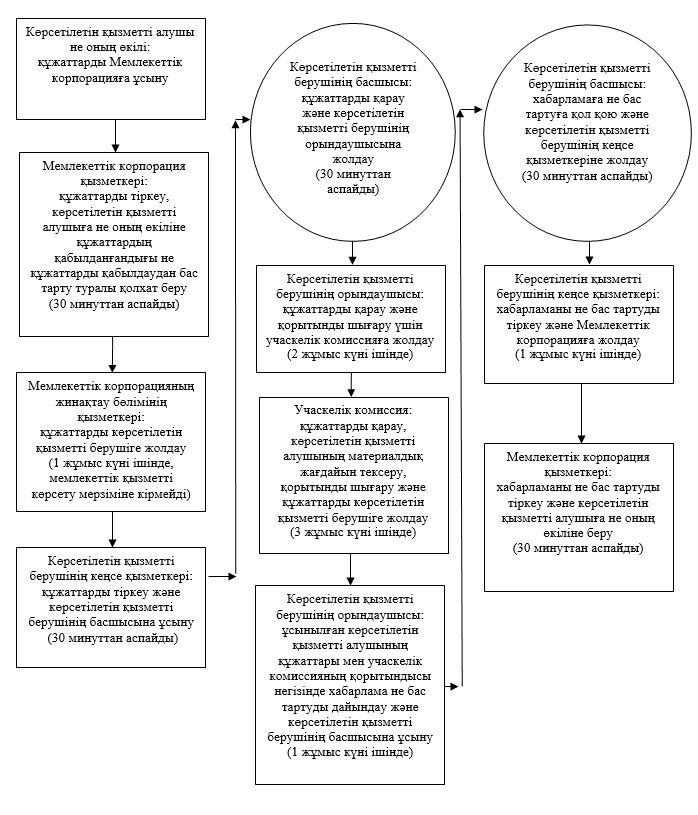 Көрсетілетін қызметті алушы
не оның өкілі:
құжаттарды Мемлекеттік
корпорацияға ұсыну
Мемлекеттік корпорация
қызметкері:
құжаттарды тіркеу,
көрсетілетін қызметті
алушыға не оның өкіліне
құжаттардың
қабылданғандығы не
құжаттарды қабылдаудан бас
тарту туралы қолхат беру
(30 минуттан аспайды)
Мемлекеттік корпорацияның
жинақтау бөлімінің
қызметкері:
құжаттарды көрсетілетін
қызметті берушіге жолдау
(1 жұмыс күні ішінде,
мемлекеттік қызметті
көрсету мерзіміне кірмейді)
Көрсетілетін қызметті
берушінің кеңсе қызметкері:
құжаттарды тіркеу және
көрсетілетін қызметті
берушінің басшысына ұсыну
(30 минуттан аспайды)
Көрсетілетін қызметті
берушінің басшысы:
құжаттарды қарау
және көрсетілетін
қызметті берушінің
орындаушысына
жолдау
(30 минуттан
аспайды)
Көрсетілетін қызметті
берушінің орындаушысы:
құжаттарды қарау және
қорытынды шығару үшін
учаскелік комиссияға жолдау
(2 жұмыс күні ішінде)
Учаскелік комиссия:
құжаттарды қарау,
көрсетілетін қызметті
алушының материалдық
жағдайын тексеру,
қорытынды шығару және
құжаттарды көрсетілетін
қызметті берушіге жолдау
(3 жұмыс күні ішінде)
Көрсетілетін қызметті
берушінің орындаушысы:
ұсынылған көрсетілетін
қызметті алушының
құжаттары мен учаскелік
комиссияның қорытындысы
негізінде хабарлама не бас
тартуды дайындау және
көрсетілетін қызметті
берушінің басшысына ұсыну
(1 жұмыс күні ішінде)
Көрсетілетін қызметті
берушінің басшысы:
хабарламаға не бас
тартуға қол қою және
көрсетілетін қызметті
берушінің кеңсе
қызметкеріне жолдау
(30 минуттан аспайды)
Көрсетілетін қызметті
берушінің кеңсе қызметкері:
хабарламаны не бас тартуды
тіркеу және Мемлекеттік
корпорацияға жолдау
(1 жұмыс күні ішінде)
Мемлекеттік корпорация
қызметкері:
хабарламаны не бас тартуды
тіркеу және көрсетілетін
қызметті алушыға не оның
өкіліне беру
(30 минуттан аспайды)